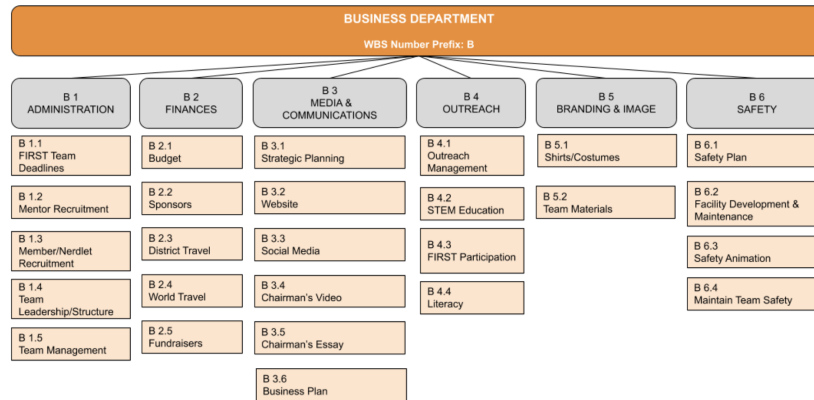 BUSINESS DEPARTMENT
WBS Number Prefix: B
B 1
ADMINISTRATION
B 1.1
FIRST Team
Deadlines
B 1.2
Mentor Recruitment
B 1.3
Member/Nerdlet
Recruitment
B 1.4
Team
Leadership/Structure
B 1.5
Team Management
B 2
FINANCES
B 2.1
Budget
B 2.2
Sponsors
B 2.3
District Travel
B 2.4
World Travel
B 2.5
Fundraisers
B 3
MEDIA &
COMMUNICATIONS
B 3.1
Strategic Planning
B 3.2
Website
B 3.3
Social Media
B 3.4
Chairman's Video
B 3.5
Chairman's Essay
B 3.6
Business Plan
B 4
OUTREACH
B 4.1
Outreach
Management
B 4.2
STEM Education
B 4.3
FIRST Participation
B 4.4
Literacy
B 5
BRANDING & IMAGE
B 5.1
Shirts/Costumes
B 5.2
Team Materials
B 6
SAFETY
B 6.1
Safety Plan
B 6.2
Facility Development &
Maintenance
B 6.3
Safety Animation
B 6.4
Maintain Team Safety